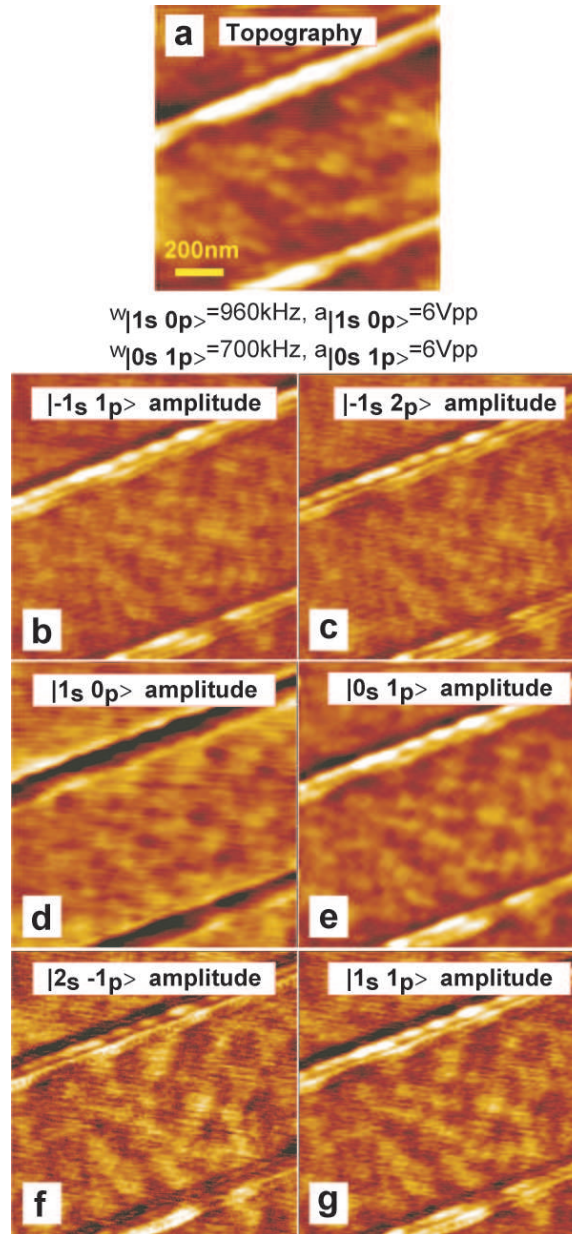 a Topography
200nm
w|1s 0p>=960kHz, a|1s 0p>=6Vpp
w|0s 1p>=700kHz, a|0s 1p>=6Vpp
|-1s 1p> amplitude
b
|-1s 2p> amplitude
c
|1s 0p> amplitude
d
|0s 1p> amplitude
e
|2s -1p> amplitude
f
|1s 1p> amplitude
g